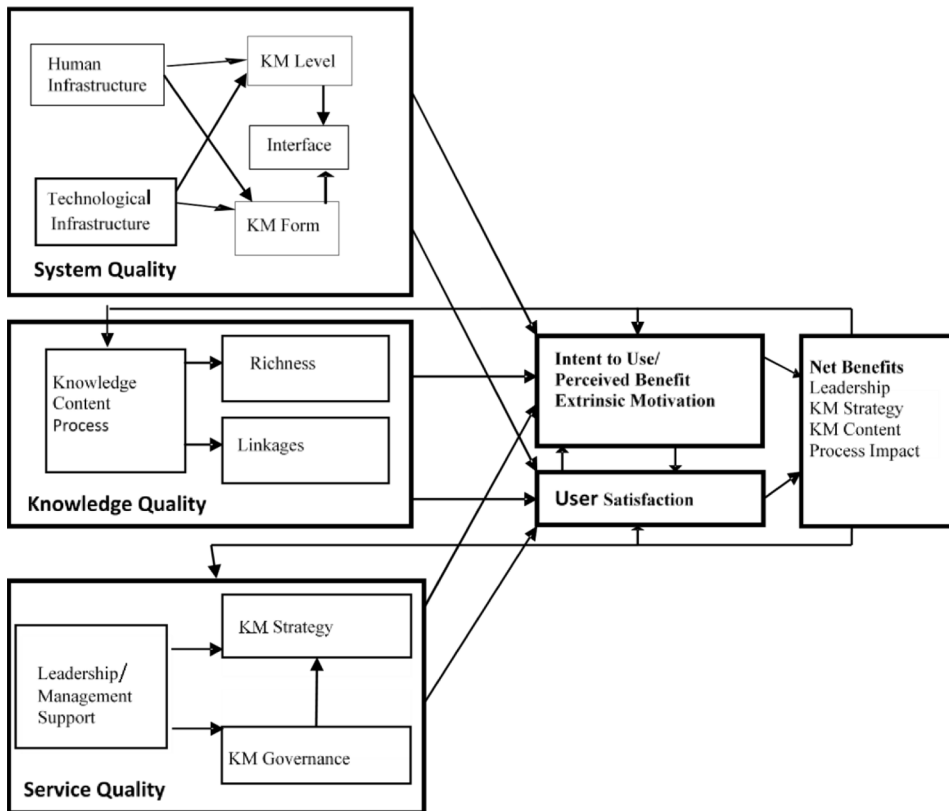 Human
Infrastructure
KM Level
Interface
Technological
Infrastructure
KM Form
System Quality
Knowledge
Content
Process
Richness
Linkages
Knowledge Quality
Intent to Use/
Perceived Benefit
Extrinsic Motivation
User Satisfaction
Net Benefits
Leadership
KM Strategy
KM Content
Process Impact
Leadership/
Management
Support
KM Strategy
KM Governance
Service Quality